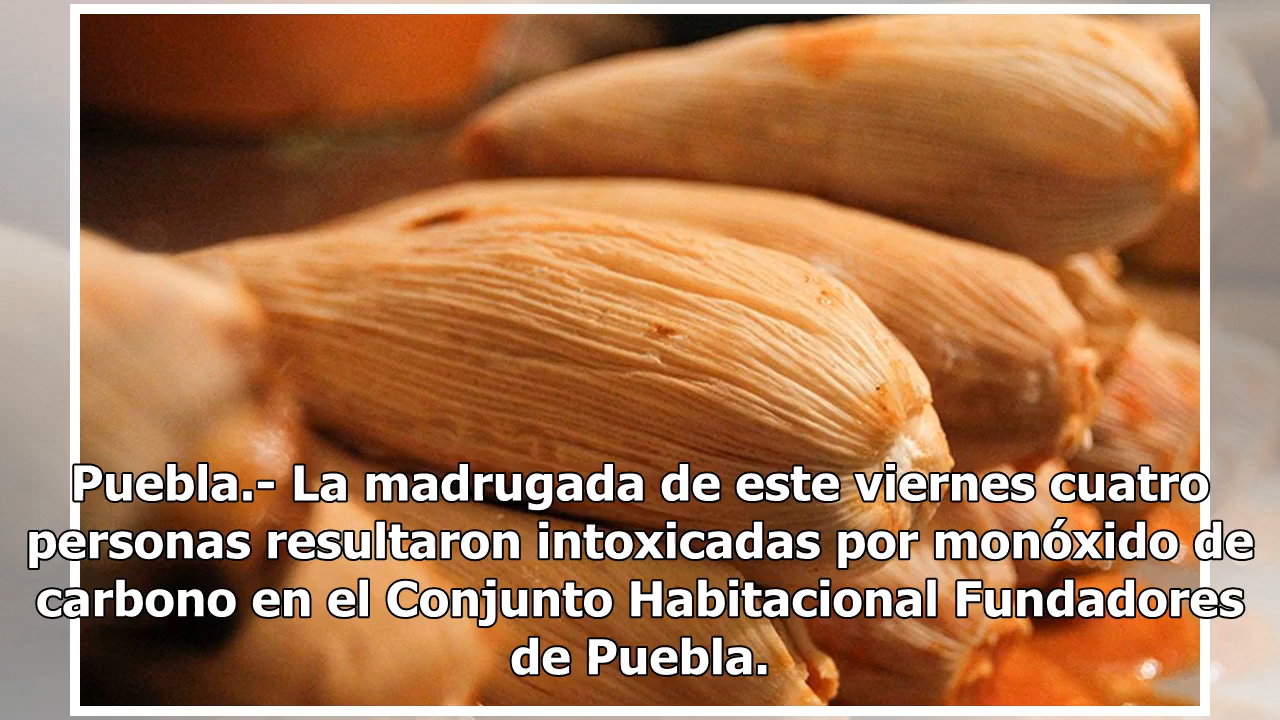 Puebla.- La madrugada de este viernes cuatro
personas resultaron intoxicadas por monóxido de
carbono en el Conjunto Habitacional Fundadores
de Puebla.